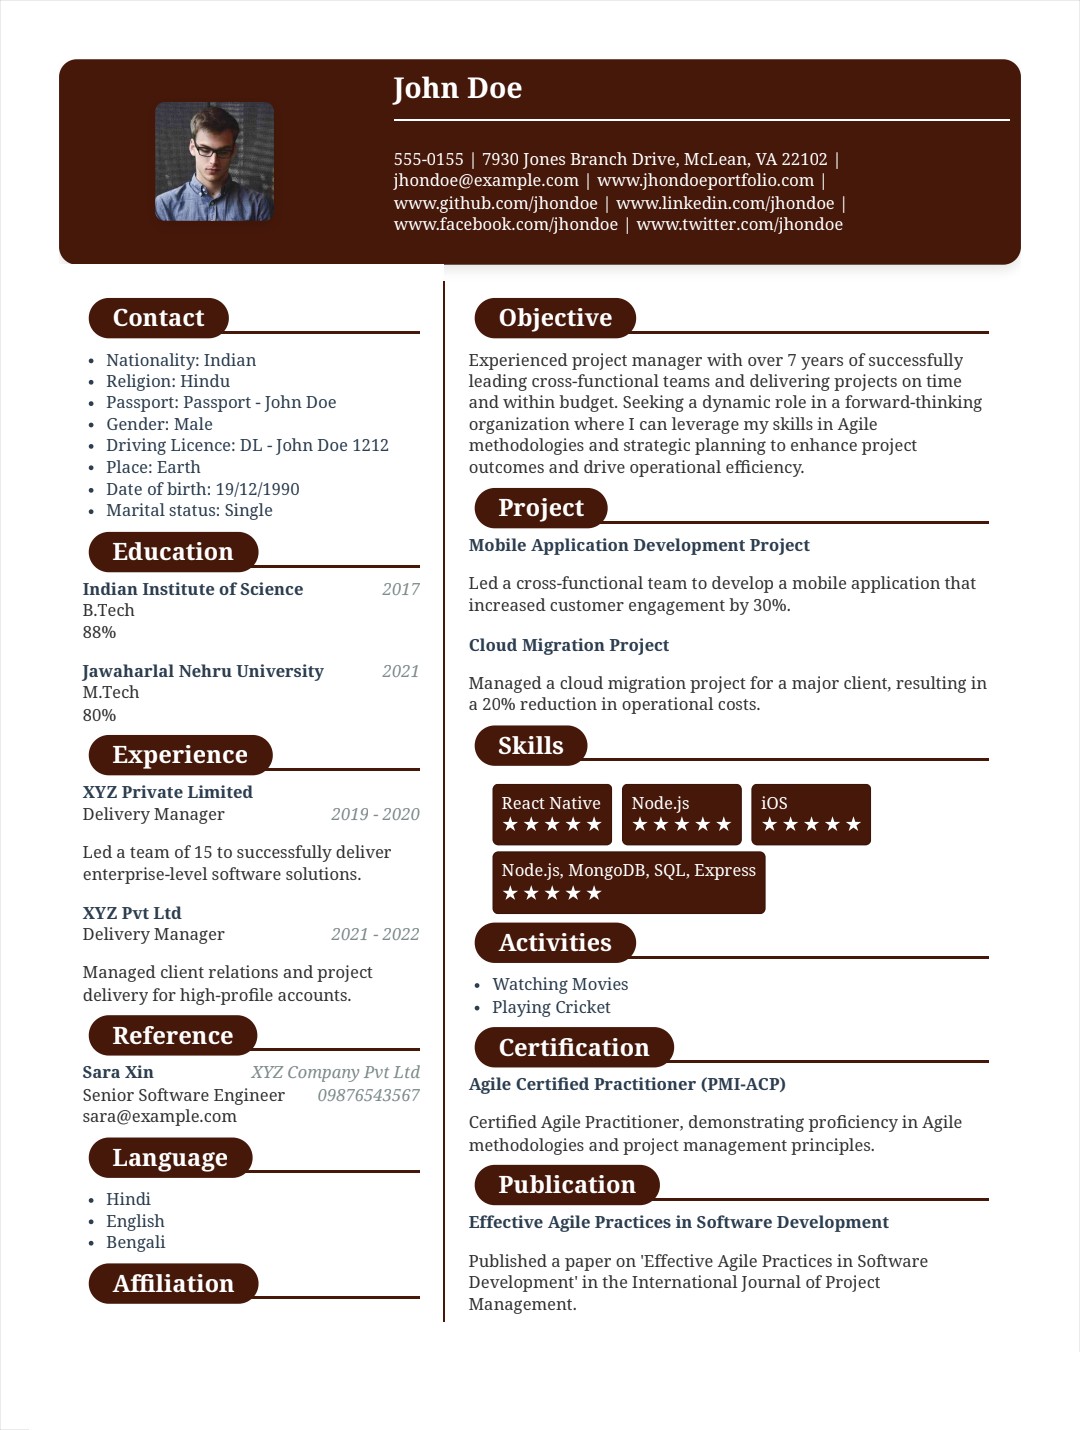 John Doe
555-0155 | 7930 Jones Branch Drive, McLean, VA 22102 |
jhondoe@example.com | www.jhondoeportfolio.com |
www.github.com/jhondoe | www.linkedin.com/jhondoe |
www.facebook.com/jhondoe | www.twitter.com/jhondoe
Contact
• Nationality: Indian
• Religion: Hindu
• Passport: Passport - John Doe
• Gender: Male
• Driving Licence: DL - John Doe 1212
• Place: Earth
• Date of birth: 19/12/1990
• Marital status: Single
Education
Indian Institute of Science 2017
B.Tech
88%
Jawaharlal Nehru University 2021
M.Tech
80%
Experience
XYZ Private Limited
Delivery Manager 2019 - 2020
Led a team of 15 to successfully deliver
enterprise-level software solutions.
XYZ Pvt Ltd
Delivery Manager 2021 - 2022
Managed client relations and project
delivery for high-profile accounts.
Reference
Sara Xin XYZ Company Pvt Ltd
Senior Software Engineer 09876543567
sara@example.com
Language
• Hindi
• English
• Bengali
Affiliation
Objective
Experienced project manager with over 7 years of successfully
leading cross-functional teams and delivering projects on time
and within budget. Seeking a dynamic role in a forward-thinking
organization where I can leverage my skills in Agile
methodologies and strategic planning to enhance project
outcomes and drive operational efficiency.
Project
Mobile Application Development Project
Led a cross-functional team to develop a mobile application that
increased customer engagement by 30%.
Cloud Migration Project
Managed a cloud migration project for a major client, resulting in
a 20% reduction in operational costs.
Skills
React Native Node.js iOS
★★★★★ ★★★★★ ★★★★★
Node.js, MongoDB, SQL, Express
★★★★★
Activities
• Watching Movies
• Playing Cricket
Certification
Agile Certified Practitioner (PMI-ACP)
Certified Agile Practitioner, demonstrating proficiency in Agile
methodologies and project management principles.
Publication
Effective Agile Practices in Software Development
Published a paper on 'Effective Agile Practices in Software
Development' in the International Journal of Project
Management.